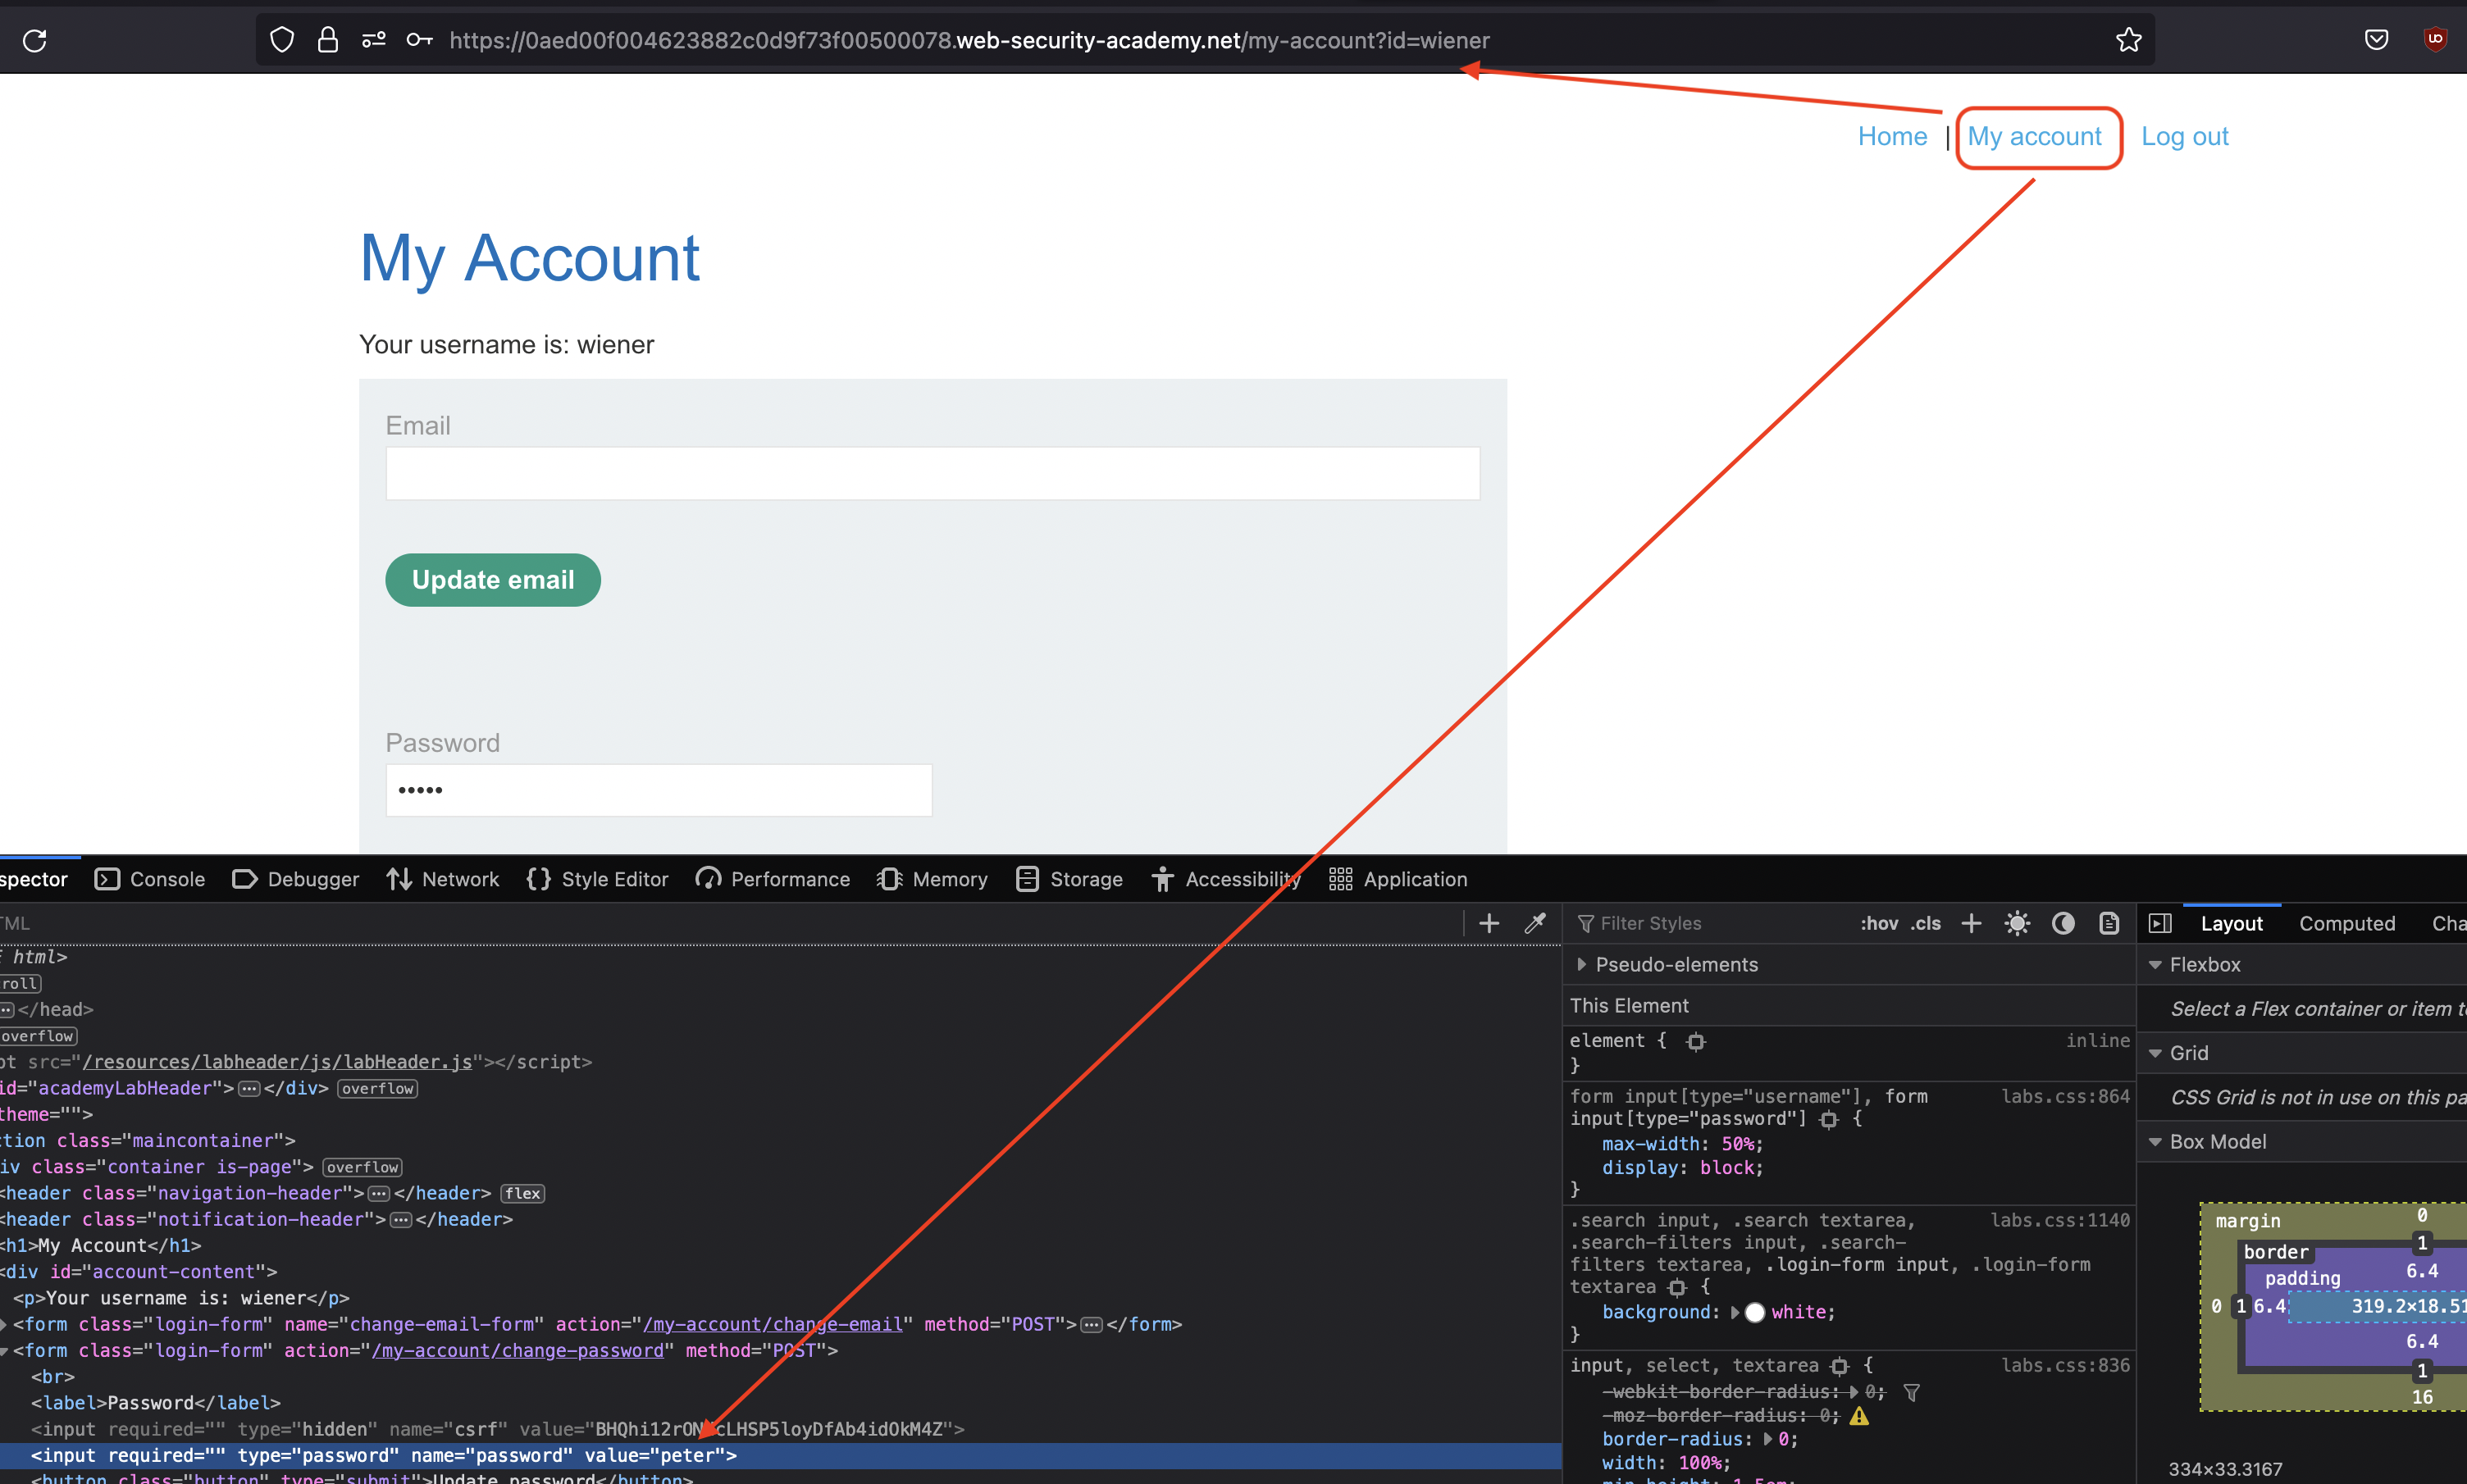 https://0aed00f004623882c0d9f73f00500078.web-security-academy.net/my-account?id=wiener
Home | My account Log out
My Account
Your username is: wiener
Email
Update email
Password
•••••
spector Console Debugger Network Style Editor Performance Memory Storage Accessibility Application
TML
Filter Styles :hov .cls
Layout Computed Cha
html>
roll
</head>
overflow
pt src="/resources/labheader/js/labHeader.js"></script>
id="academyLabHeader"> </div> overflow
theme="">
ction class="maincontainer">
iv class="container is-page"> overflow
<header class="navigation-header"> </header> flex
<header class="notification-header"> </header>
<h1>My Account</h1>
<div id="account-content">
<p>Your username is: wiener</p>
<form class="login-form" name="change-email-form" action="/my-account/change-email" method="POST"> </form>
<form class="login-form" action="/my-account/change-password" method="POST">
<br>
<label>Password</label>
<input required="" type="hidden" name="csrf"
<input required="" type="password" name="password" value="peter">
<button class="button" type="submit">Update password</button>
Pseudo-elements
This Element
element { inline
}
form input[type="username"], form labs.css:864
input[type="password"] {
max-width: 50%;
display: block;
}
.search input, .search textarea, labs.css:1140
.search-filters input, .search-
filters textarea, .login-form input, .login-form
textarea {
background: white;
}
input, select, textarea { labs.css:836
-webkit-border-radius: 0;
-moz-border-radius: 0;
border-radius: 0;
width: 100%;
min-height: 1.5em;
Flexbox
Select a Flex container or item t
Grid
CSS Grid is not in use on this pa
Box Model
margin 0
border 1
padding 6.4
0 1 6.4 319.2×18.51
6.4
1
16
334×33.3167